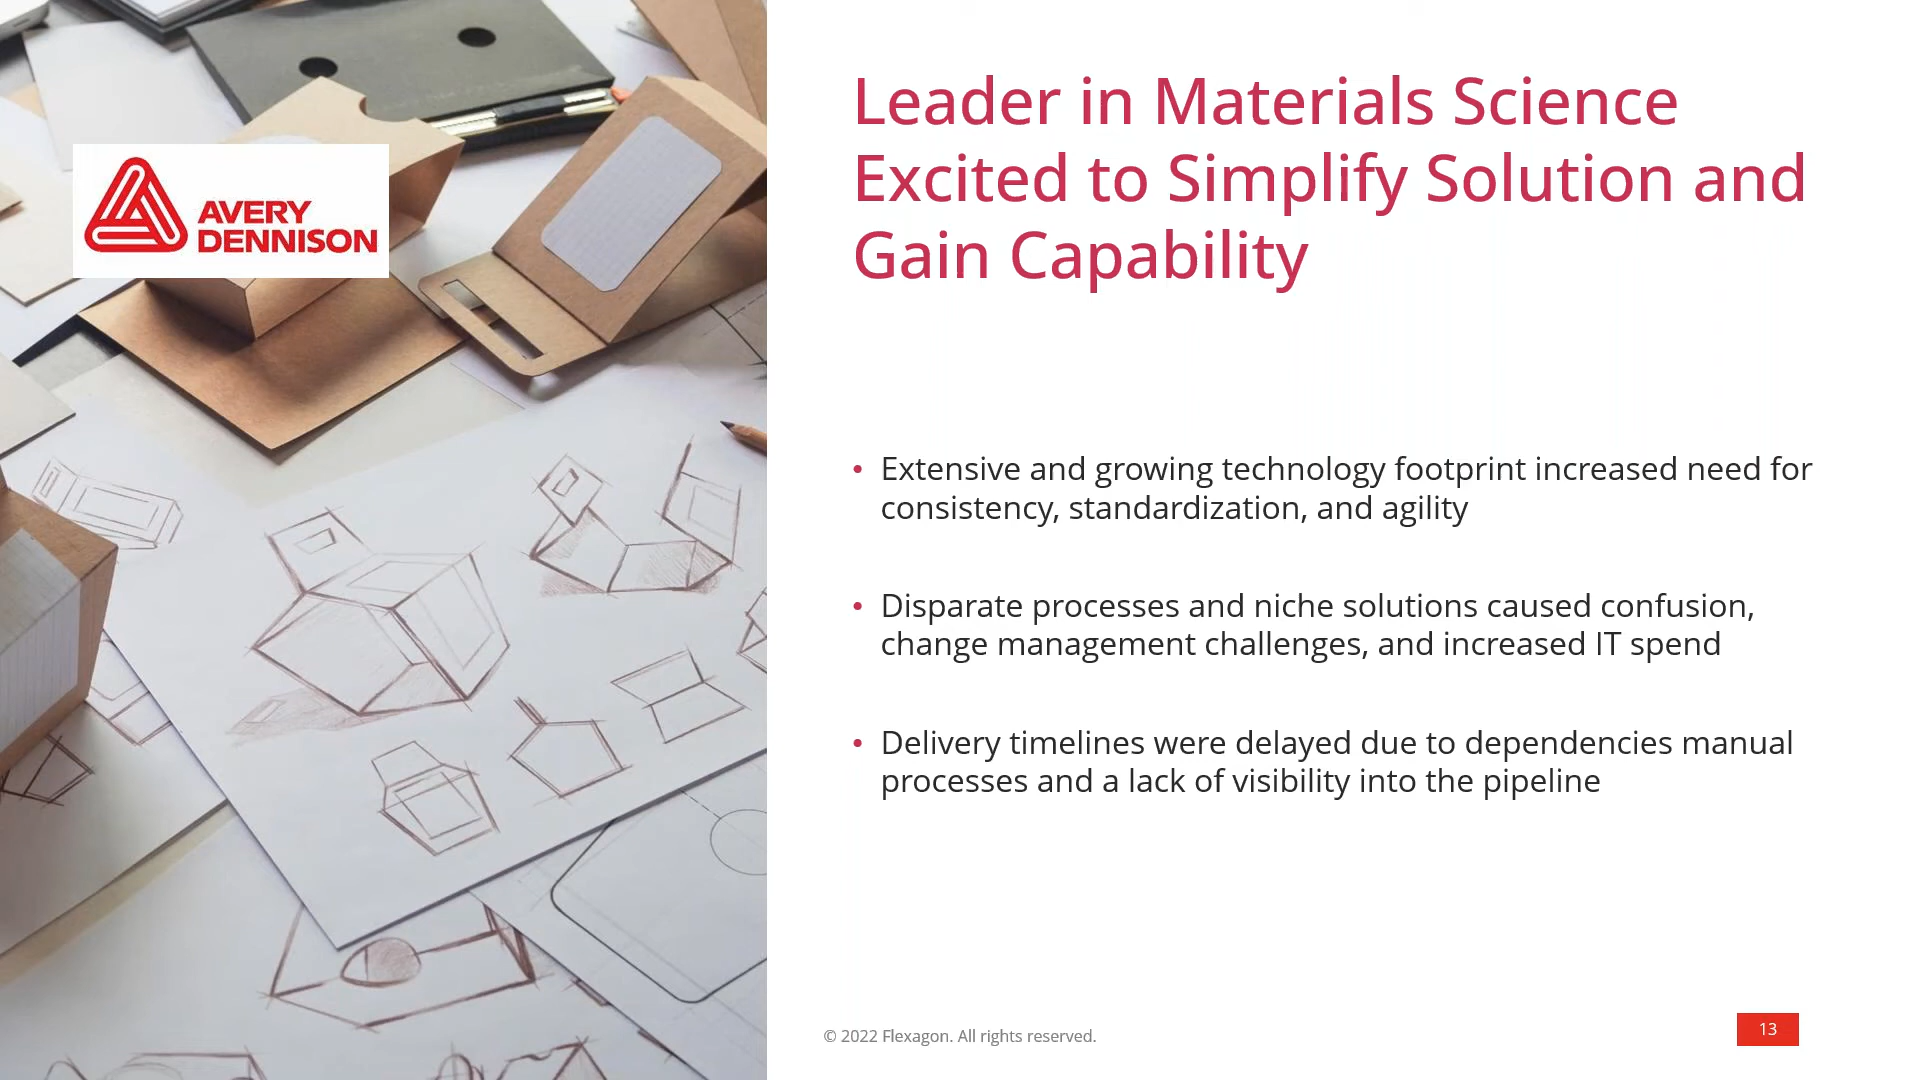 AVERY
DENNISON
Leader in Materials Science
Excited to Simplify Solution and
Gain Capability
• Extensive and growing technology footprint increased need for
consistency, standardization, and agility
• Disparate processes and niche solutions caused confusion,
change management challenges, and increased IT spend
• Delivery timelines were delayed due to dependencies manual
processes and a lack of visibility into the pipeline
© 2022 Flexagon. All rights reserved.
13